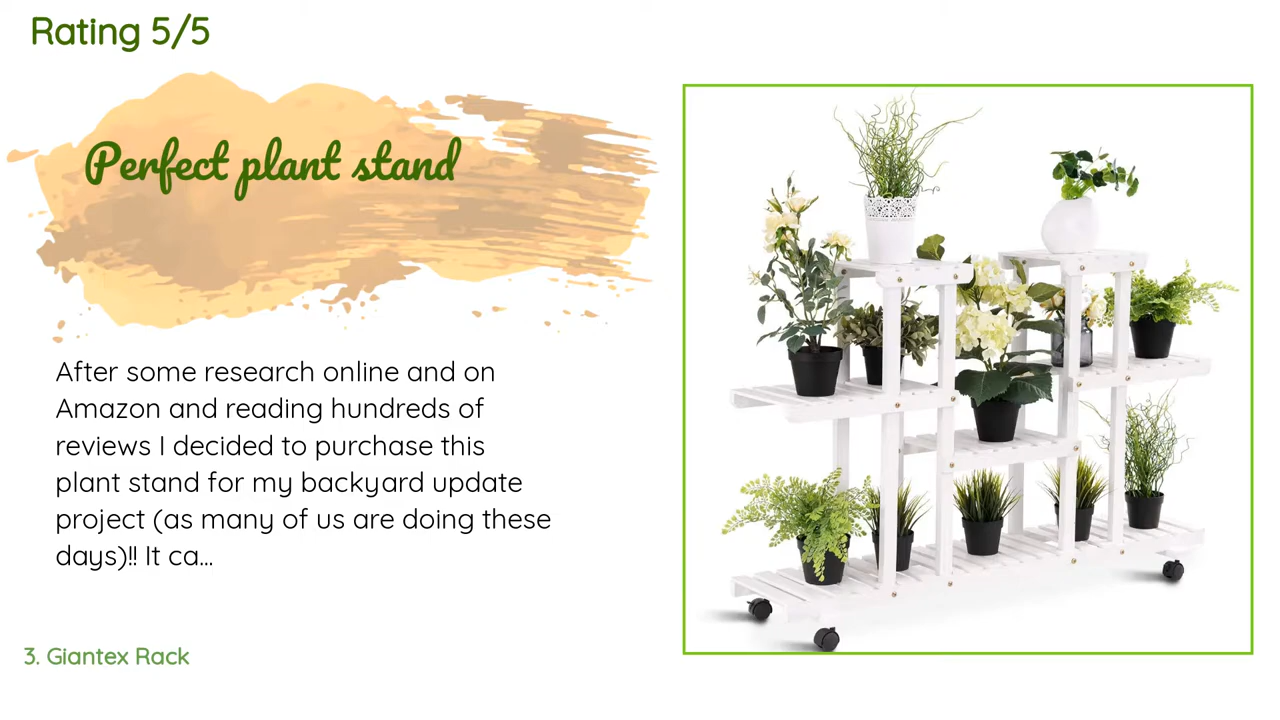 Rating 5/5
Perfect plant stand
After some research online and on
Amazon and reading hundreds of
reviews I decided to purchase this
plant stand for my backyard update
project (as many of us are doing these
days)!! It ca...
3. Giantex Rack